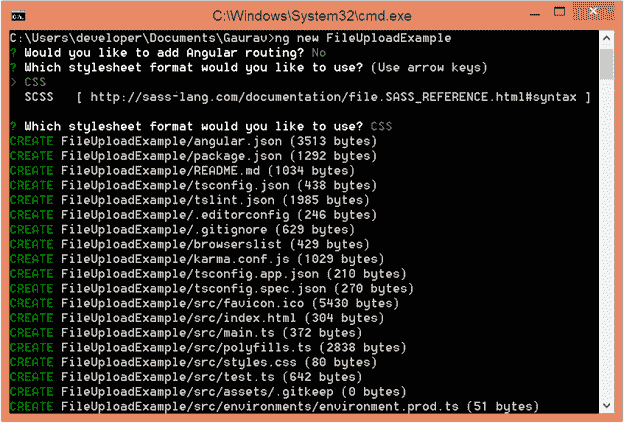 C:\Windows\System32\cmd.exe
C:\Users\developer\Documents\Gaurav>ng new FileUploadExample
? Would you like to add Angular routing? No
? Which stylesheet format would you like to use? (Use arrow keys)
> CSS
SCSS [ http://sass-lang.com/documentation/file.SASS_REFERENCE.html#syntax ]
? Which stylesheet format would you like to use? CSS
CREATE FileUploadExample/angular.json (3513 bytes)
CREATE FileUploadExample/package.json (1292 bytes)
CREATE FileUploadExample/README.md (1034 bytes)
CREATE FileUploadExample/tsconfig.json (438 bytes)
CREATE FileUploadExample/tslint.json (1985 bytes)
CREATE FileUploadExample/.editorconfig (246 bytes)
CREATE FileUploadExample/.gitignore (629 bytes)
CREATE FileUploadExample/browserslist (429 bytes)
CREATE FileUploadExample/karma.conf.js (1029 bytes)
CREATE FileUploadExample/tsconfig.app.json (210 bytes)
CREATE FileUploadExample/tsconfig.spec.json (270 bytes)
CREATE FileUploadExample/src/favicon.ico (5430 bytes)
CREATE FileUploadExample/src/index.html (304 bytes)
CREATE FileUploadExample/src/main.ts (372 bytes)
CREATE FileUploadExample/src/polyfills.ts (2838 bytes)
CREATE FileUploadExample/src/styles.css (80 bytes)
CREATE FileUploadExample/src/test.ts (642 bytes)
CREATE FileUploadExample/src/assets/.gitkeep (0 bytes)
CREATE FileUploadExample/src/environments/environment.prod.ts (51 bytes)